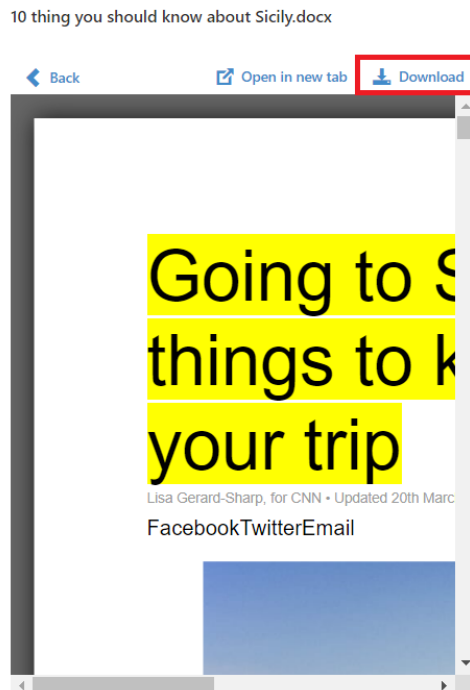 10 thing you should know about Sicily.docx
Back Open in new tab Download
Going to S
things to k
your trip
Lisa Gerard-Sharp, for CNN • Updated 20th Marc
FacebookTwitterEmail